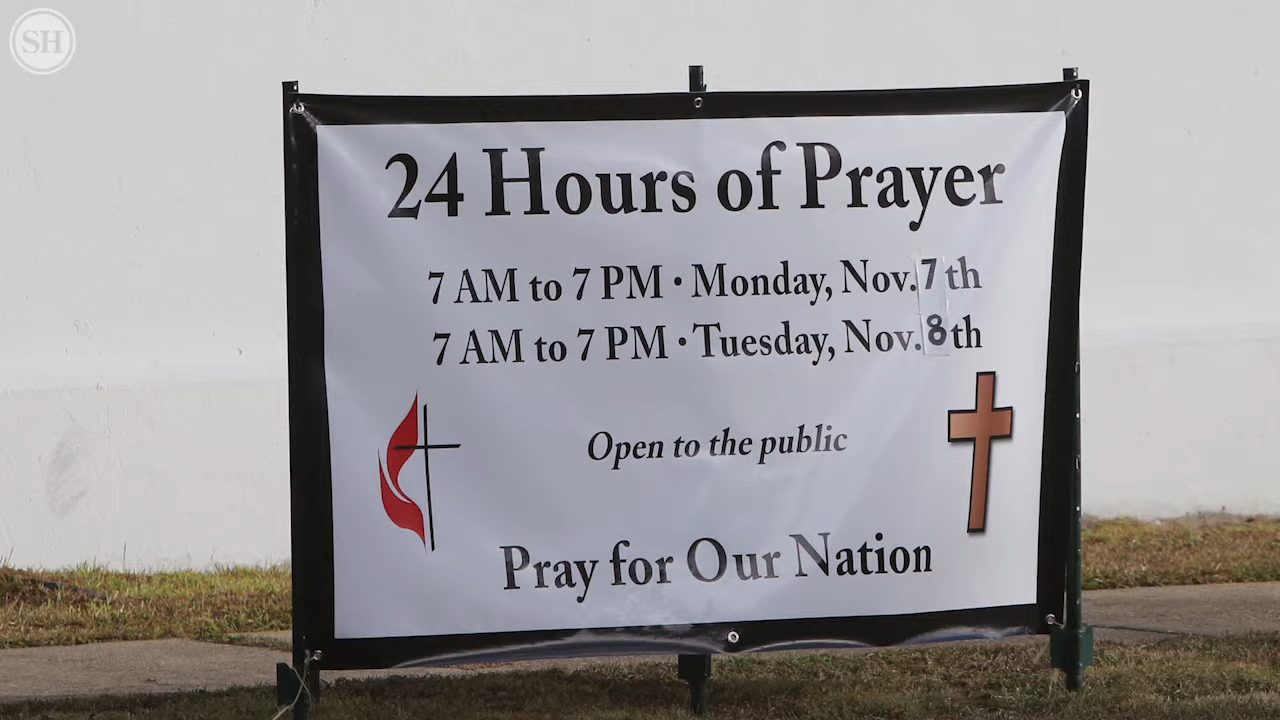 SH
24 Hours of Prayer
7 AM to 7 PM • Monday, Nov. 7th
7 AM to 7 PM • Tuesday, Nov. 8th
Open to the public
Pray for Our Nation